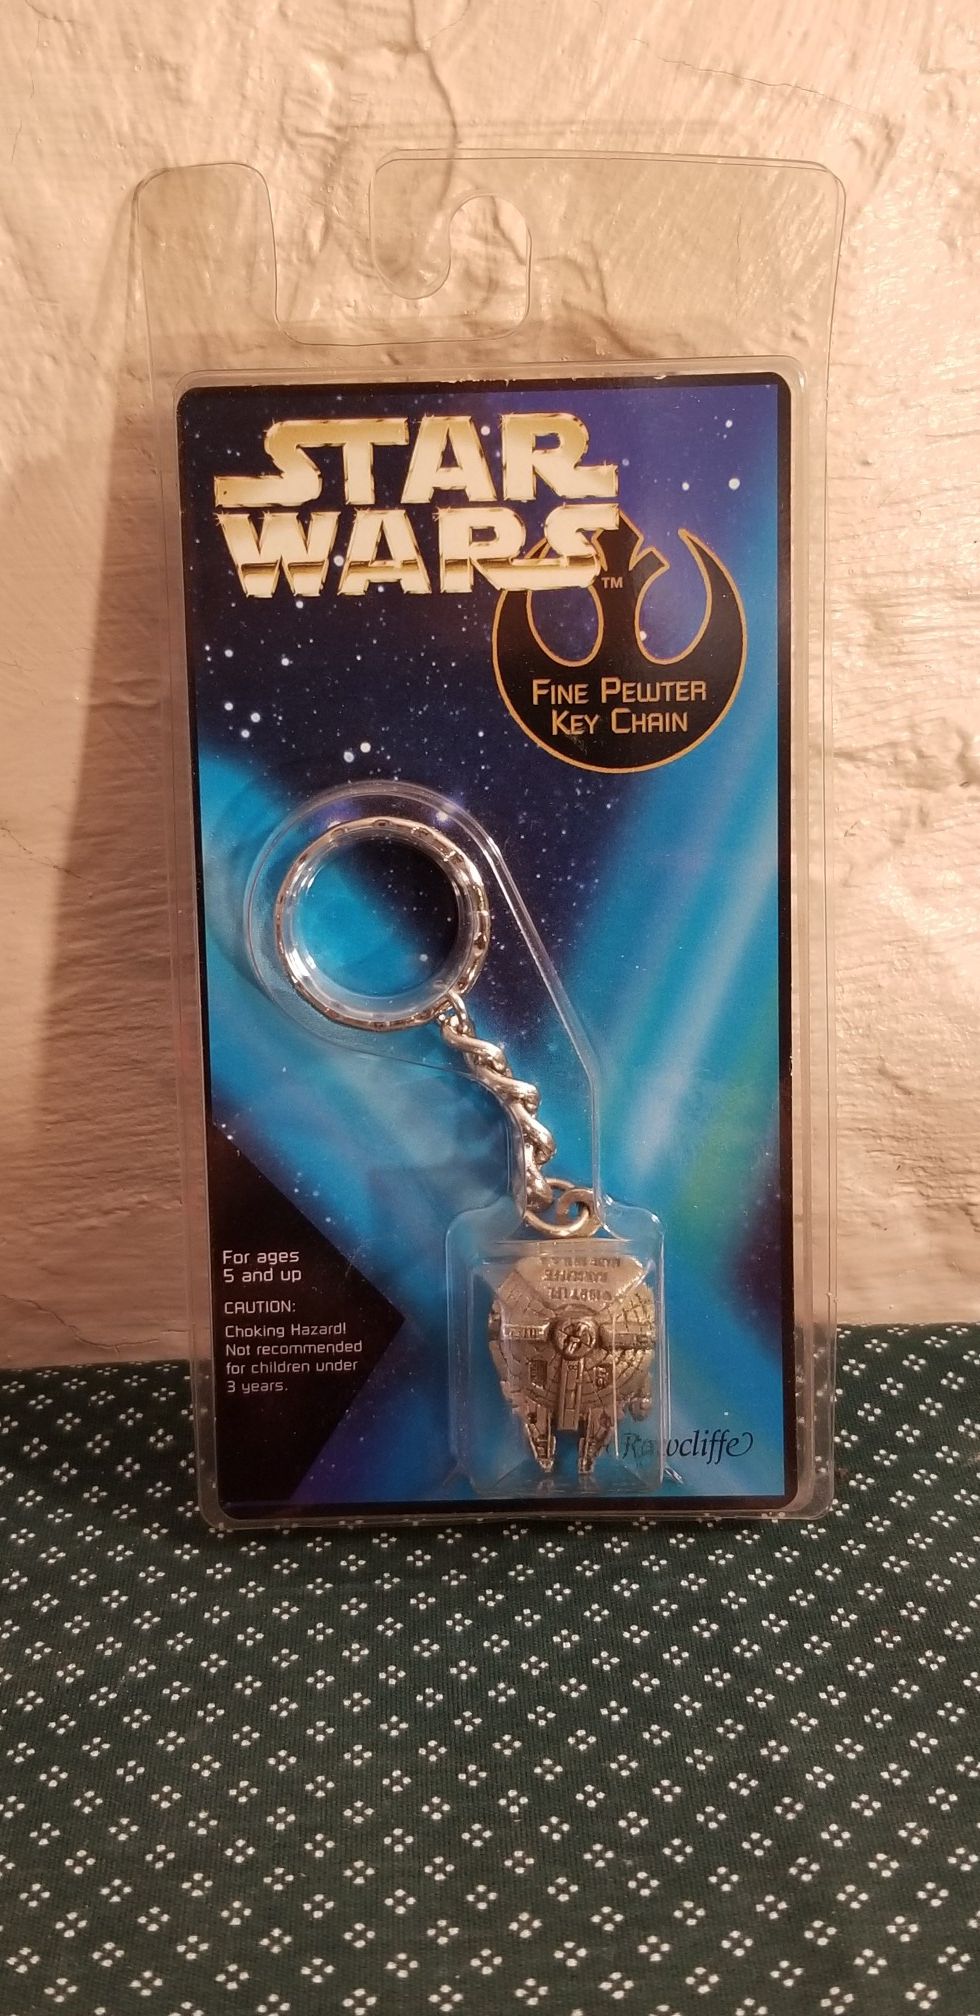 STAR
WARS
TM
FINE PEWTER
KEY CHAIN
For ages
5 and up
CAUTION:
Choking Hazard!
Not recommended
for children under
3 years.
Rawcliffe